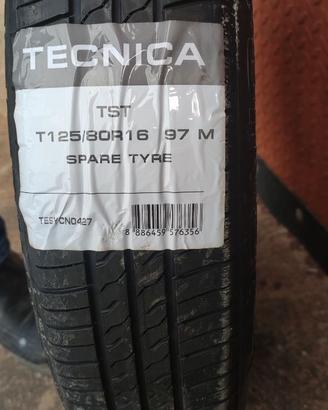 TECNICA
TST
T125/80R16 97 M
SPARE TYRE
TESYCN0427
8 886459 576356